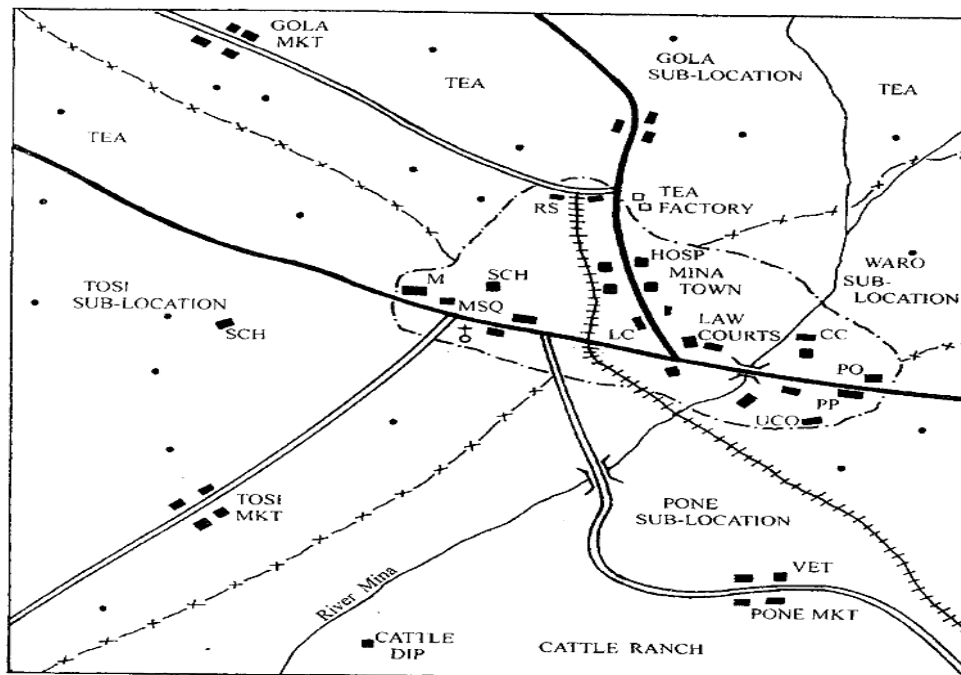 GOLA
MKT
TEA
GOLA
SUB-LOCATION
TEA
TEA
RS
TEA
FACTORY
HOSP
MINA
TOWN
WARO
SUB-
LOCATION
M
SCH
MSQ
TOSI
SUB-LOCATION
SCH
LC
LAW
COURTS
CC
PO
PP
UCO
TOSI
MKT
PONE
SUB-LOCATION
River Mina
VET
PONE MKT
CATTLE
DIP
CATTLE RANCH